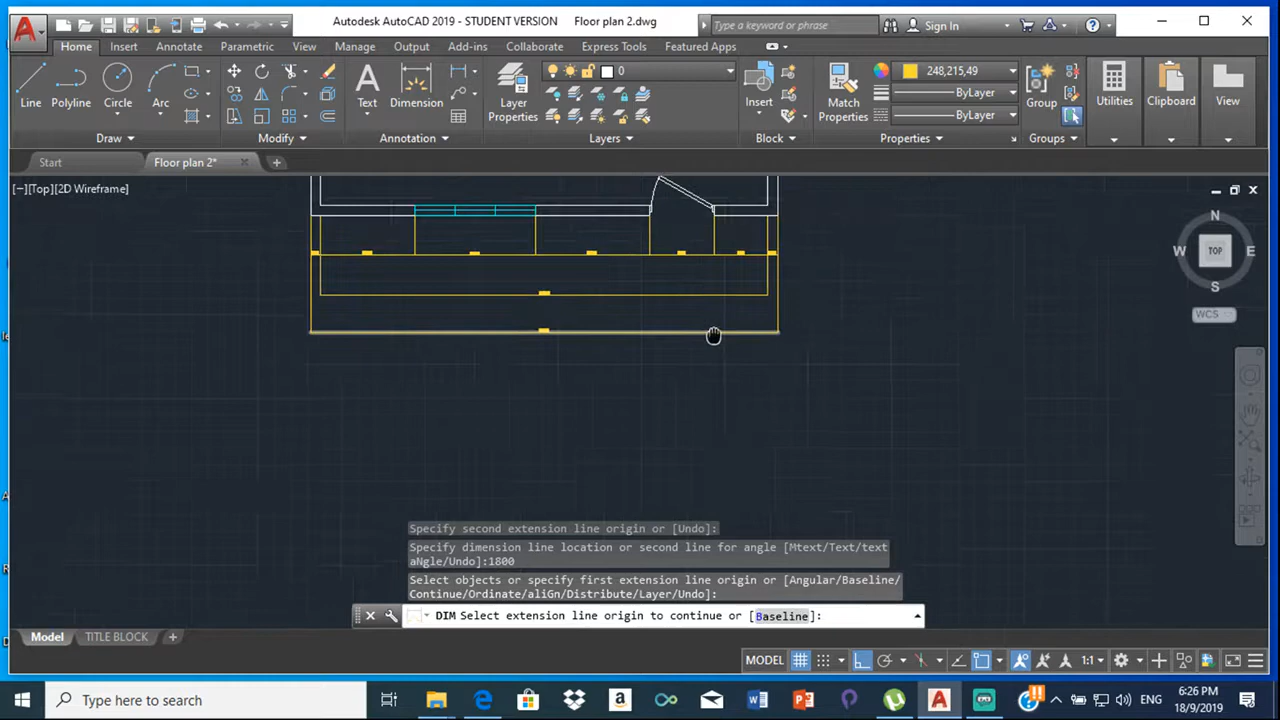 Autodesk AutoCAD 2019 - STUDENT VERSION Floor plan 2.dwg
Type a keyword or phrase
Sign In
Home Insert Annotate Parametric View Manage Output Add-ins Collaborate Express Tools Featured Apps
0
248,215,49
ByLayer
ByLayer
Line Polyline Circle Arc
Text Dimension
Layer
Properties
Insert
Match
Properties
Group
Utilities Clipboard View
Draw Modify Annotation Layers Block Properties Groups
Start Floor plan 2*
[−][Top][2D Wireframe]
N
W TOP E
S
WCS
Specify second extension line origin or [Undo]:
Specify dimension line location or second line for angle [Mtext/Text/text
aNgle/Undo]:1800
Select objects or specify first extension line origin or [Angular/Baseline/
Continue/Ordinate/aliGn/Distribute/Layer/Undo]:
DIM Select extension line origin to continue or [Baseline]:
Model TITLE BLOCK
MODEL 1:1
Type here to search
ENG
6:26 PM
18/9/2019